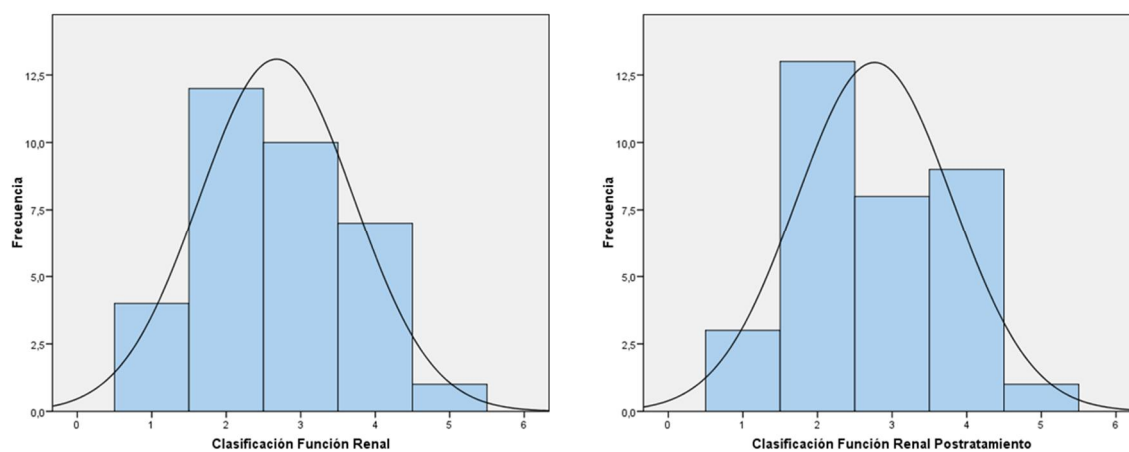 Frecuencia
12,5
10,0
7,5
5,0
2,5
0,0
0 1 2 3 4 5 6
Clasificación Función Renal
Frecuencia
12,5
10,0
7,5
5,0
2,5
0,0
0 1 2 3 4 5 6
Clasificación Función Renal Postratamiento